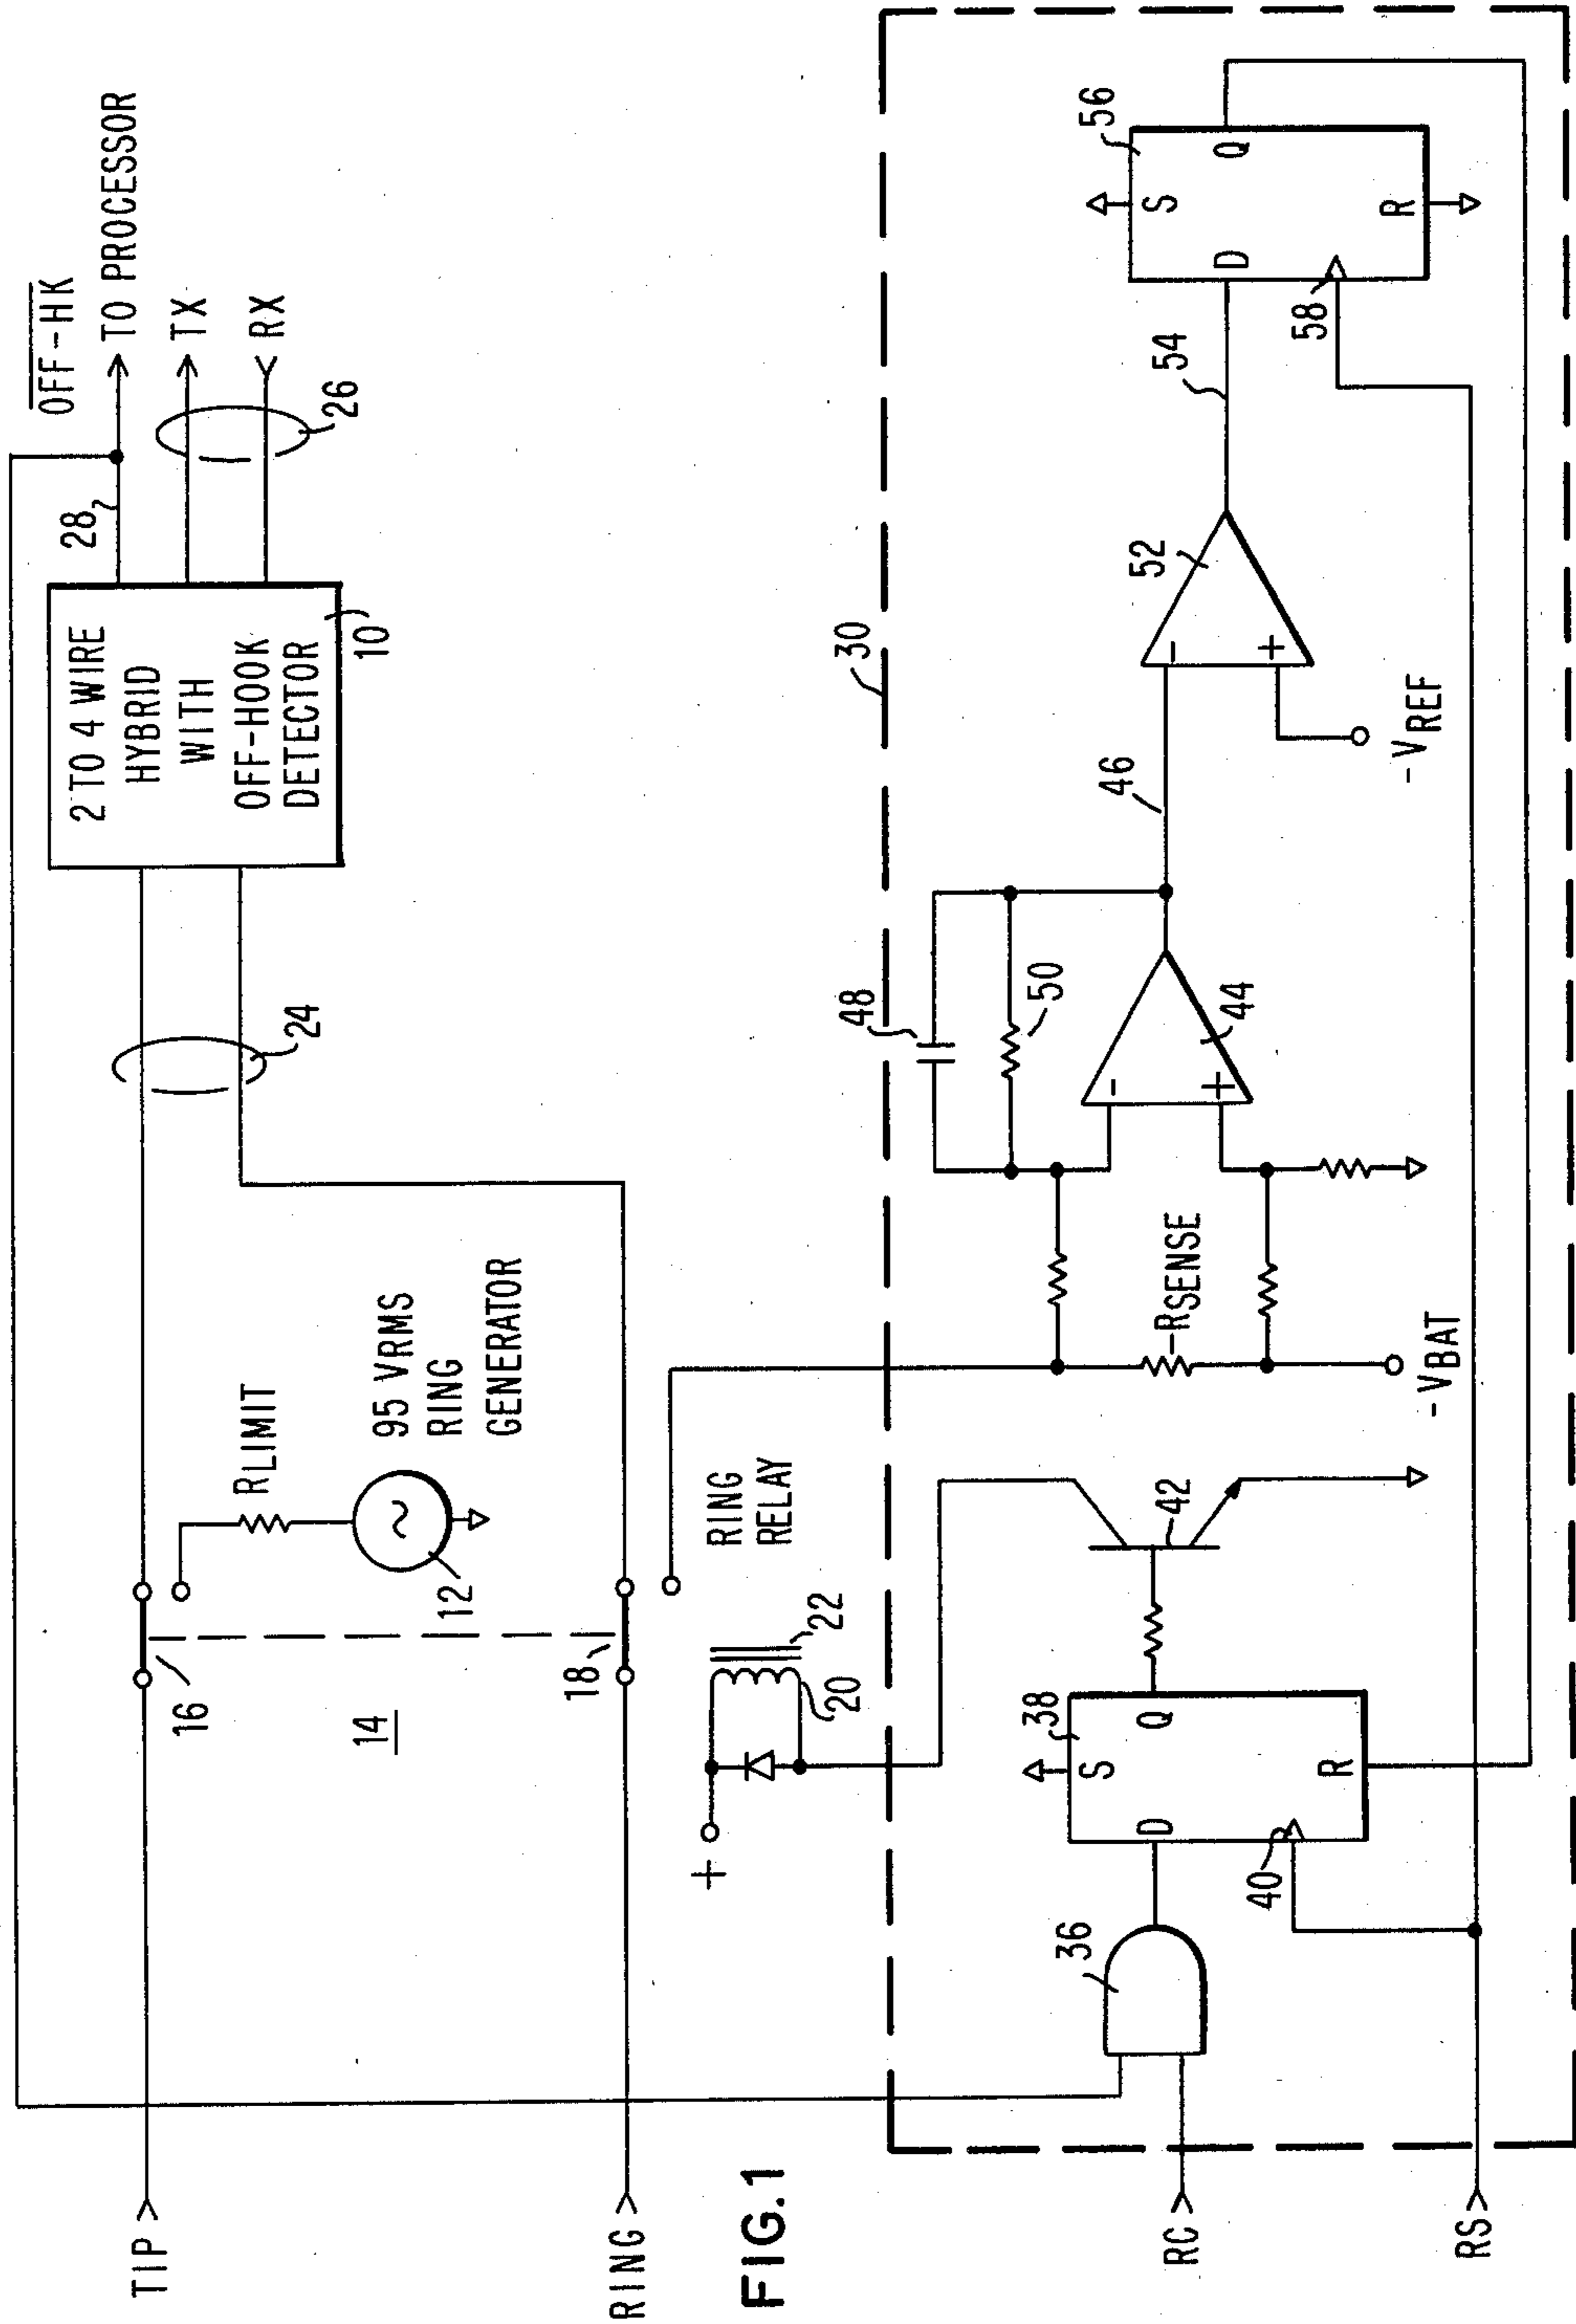 FIG.1
TIP
RING
RC
RS
16
14
18
RLIMIT
12
95 VRMS
RING
GENERATOR
20
22
RING
RELAY
+
24
2 TO 4 WIRE
HYBRID
WITH
OFF-HOOK
DETECTOR
10
28
OFF-HK
TO PROCESSOR
TX
RX
26
30
36
D
S
38
Q
R
40
42
-RSENSE
-VBAT
48
50
-
+
44
46
52
-
+
-VREF
54
56
D
S
Q
R
58